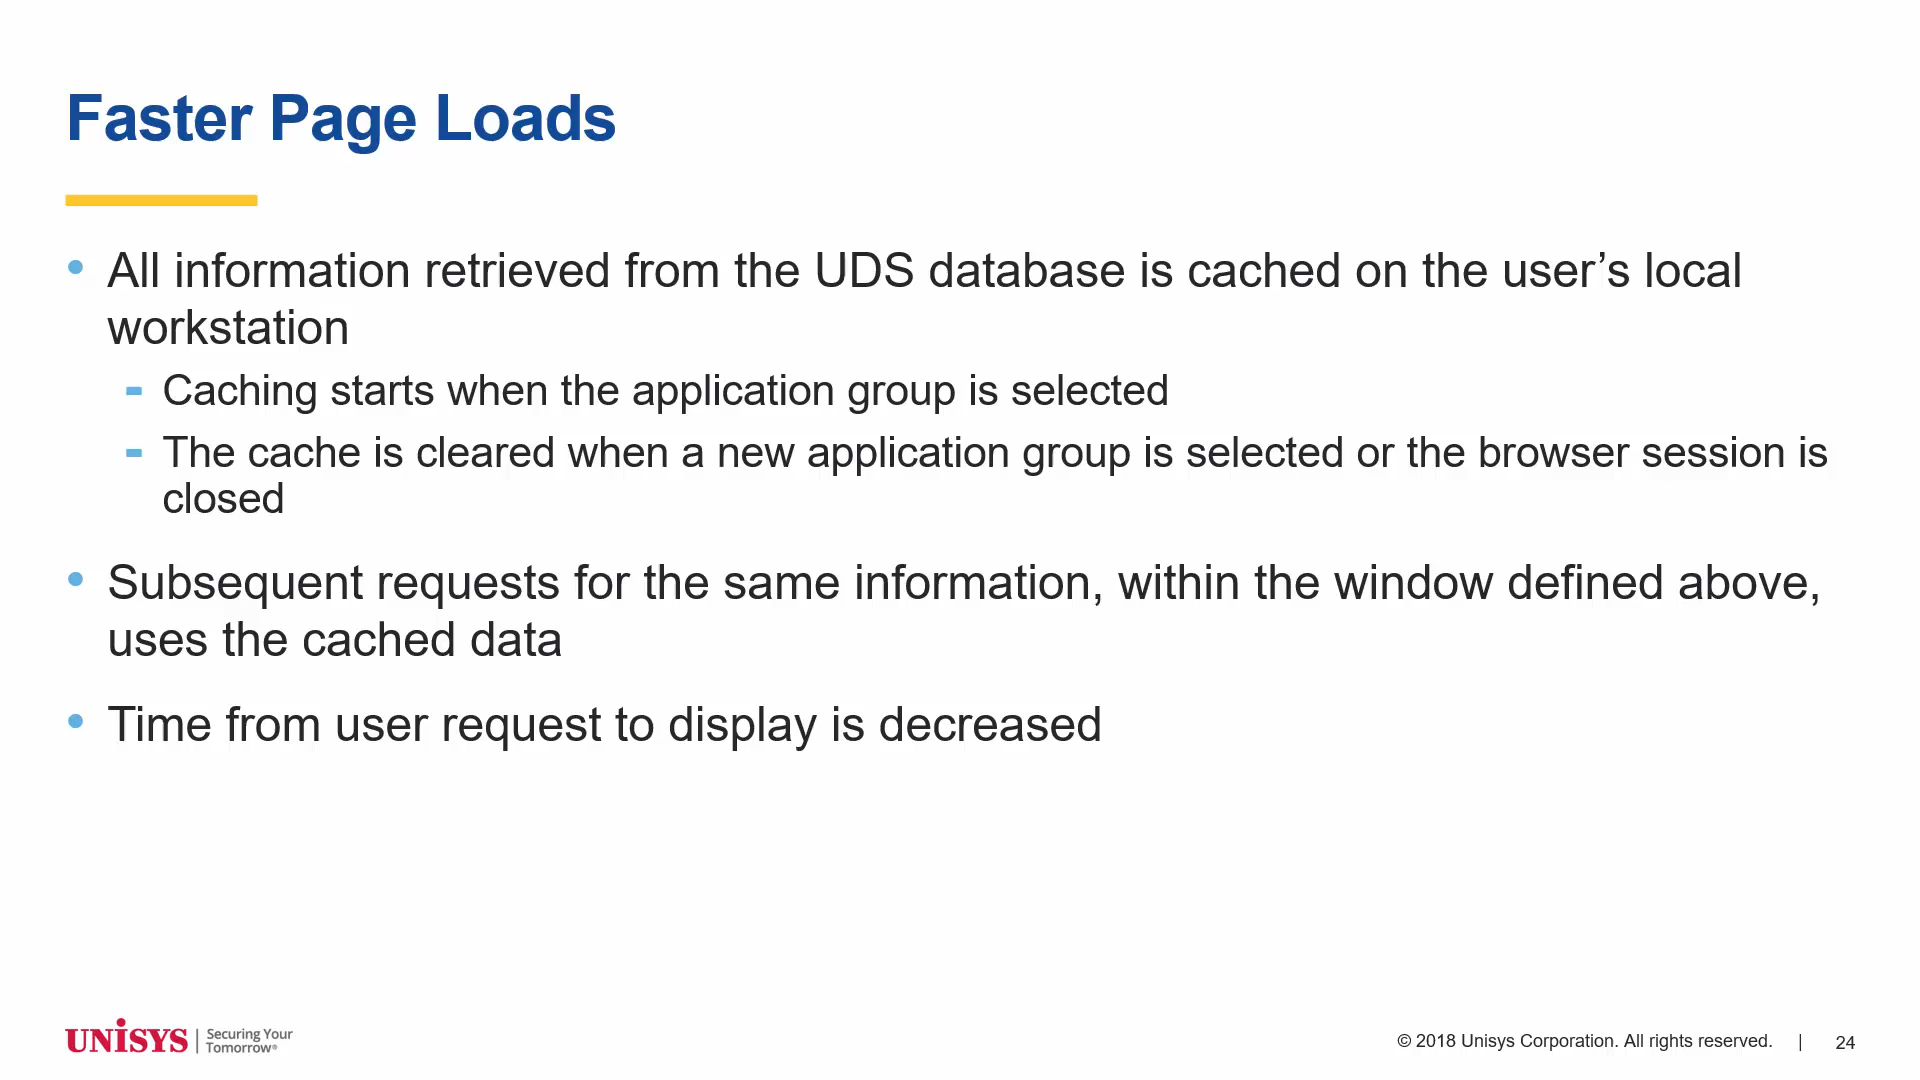 Faster Page Loads
• All information retrieved from the UDS database is cached on the user’s local
workstation
- Caching starts when the application group is selected
- The cache is cleared when a new application group is selected or the browser session is
closed
• Subsequent requests for the same information, within the window defined above,
uses the cached data
• Time from user request to display is decreased
UNiSYS | Securing Your
Tomorrow®
© 2018 Unisys Corporation. All rights reserved. | 24